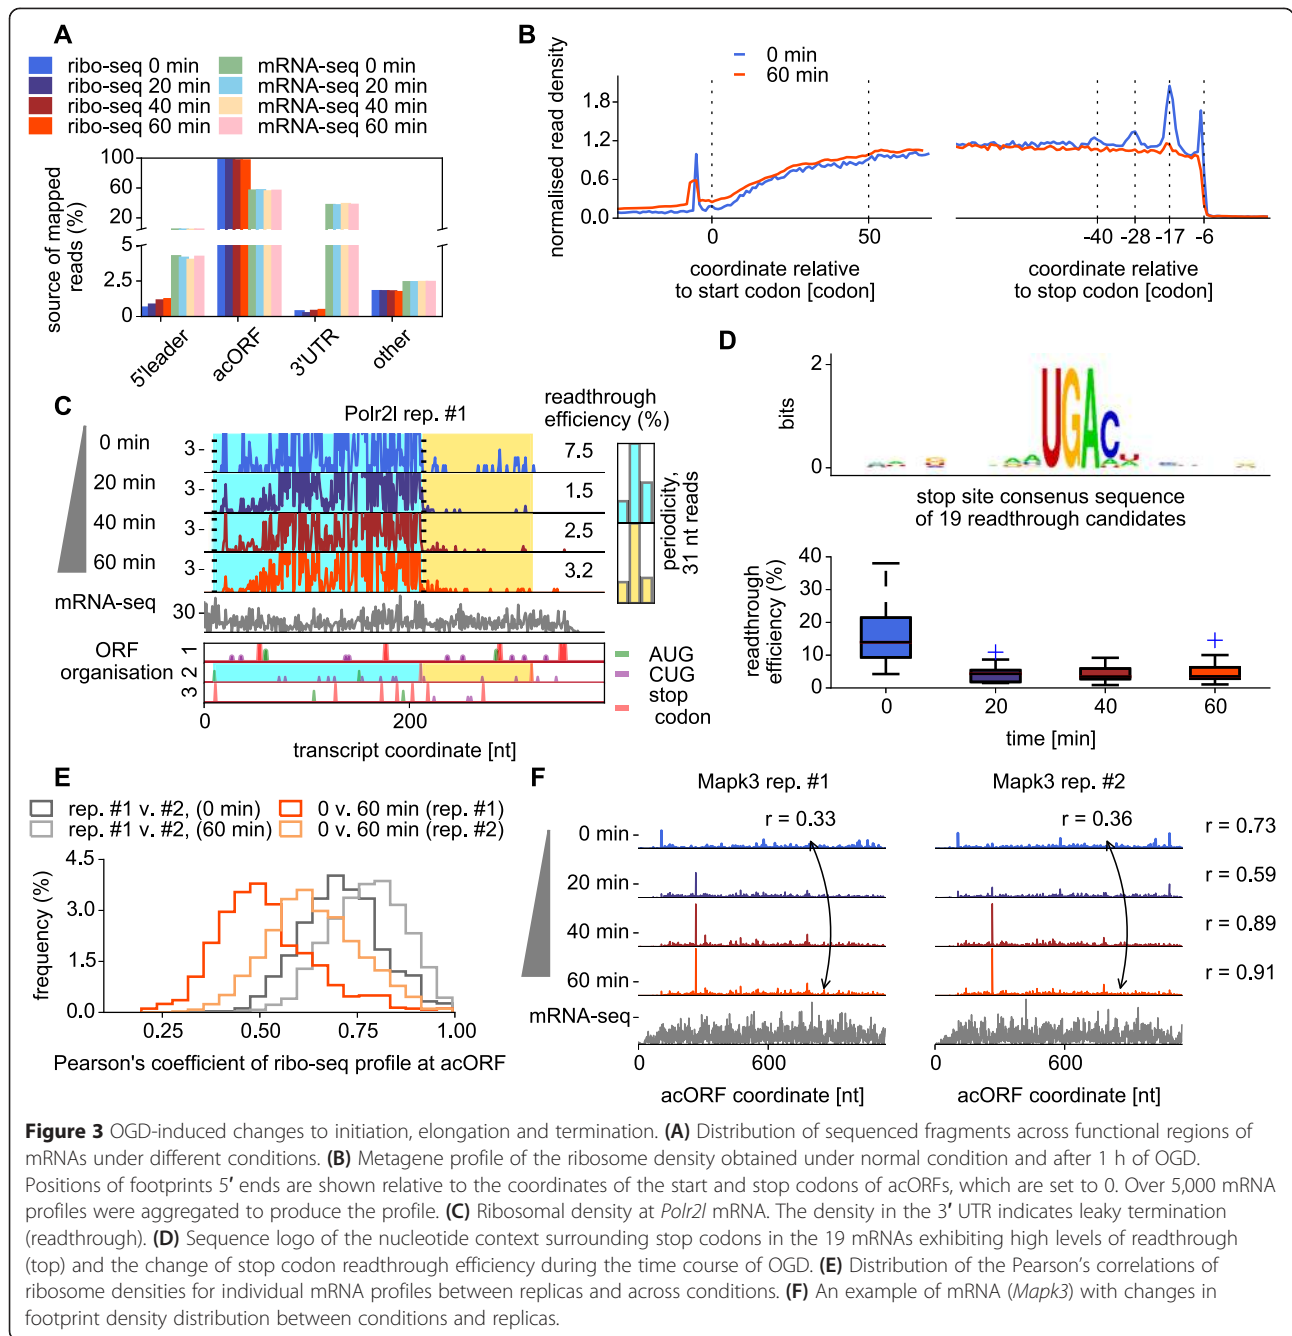 A
ribo-seq 0 min
ribo-seq 20 min
ribo-seq 40 min
ribo-seq 60 min
mRNA-seq 0 min
mRNA-seq 20 min
mRNA-seq 40 min
mRNA-seq 60 min
source of mapped
reads (%)
100
60
20
5
2.5
0
5'leader
acORF
3'UTR
other
B
0 min
60 min
normalised read density
1.8
1.2
0.6
0.0
0
50
-40
-28
-17
-6
coordinate relative
to start codon [codon]
coordinate relative
to stop codon [codon]
C
Polr2l rep. #1
readthrough
efficiency (%)
0 min
3
7.5
20 min
3
1.5
40 min
3
2.5
60 min
3
3.2
mRNA-seq
30
periodicity,
31 nt reads
ORF
organisation
1
2
3
AUG
CUG
stop
codon
0
200
transcript coordinate [nt]
D
bits
2
0
UGAC
stop site consenus sequence
of 19 readthrough candidates
readthrough
efficiency (%)
40
30
20
10
0
0
20
40
60
time [min]
E
rep. #1 v. #2, (0 min)
rep. #1 v. #2, (60 min)
0 v. 60 min (rep. #1)
0 v. 60 min (rep. #2)
frequency (%)
4.5
3.0
1.5
0.0
0.25
0.50
0.75
1.00
Pearson's coefficient of ribo-seq profile at acORF
F
Mapk3 rep. #1
Mapk3 rep. #2
r = 0.33
r = 0.36
0 min
r = 0.73
20 min
r = 0.59
40 min
r = 0.89
60 min
r = 0.91
mRNA-seq
0
600
0
600
acORF coordinate [nt]
acORF coordinate [nt]
Figure 3 OGD-induced changes to initiation, elongation and termination. (A) Distribution of sequenced fragments across functional regions of
mRNAs under different conditions. (B) Metagene profile of the ribosome density obtained under normal condition and after 1 h of OGD.
Positions of footprints 5′ ends are shown relative to the coordinates of the start and stop codons of acORFs, which are set to 0. Over 5,000 mRNA
profiles were aggregated to produce the profile. (C) Ribosomal density at Polr2l mRNA. The density in the 3′ UTR indicates leaky termination
(readthrough). (D) Sequence logo of the nucleotide context surrounding stop codons in the 19 mRNAs exhibiting high levels of readthrough
(top) and the change of stop codon readthrough efficiency during the time course of OGD. (E) Distribution of the Pearson's correlations of
ribosome densities for individual mRNA profiles between replicas and across conditions. (F) An example of mRNA (Mapk3) with changes in
footprint density distribution between conditions and replicas.